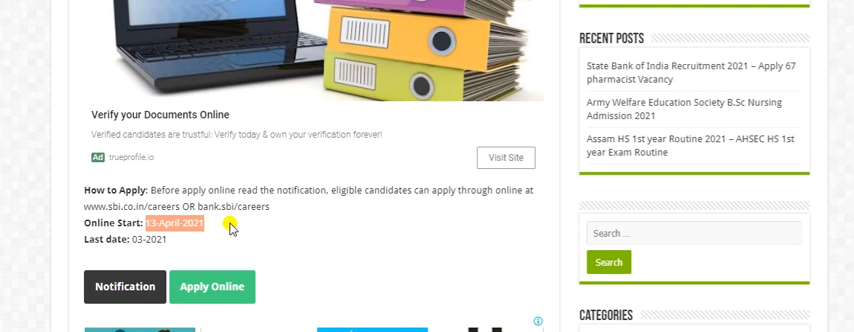 Verify your Documents Online
Verified candidates are trustful: Verify today & own your verification forever!
Ad trueprofile.io
Visit Site
How to Apply: Before apply online read the notification, eligible candidates can apply through online at
www.sbi.co.in/careers OR bank.sbi/careers
Online Start: 13-April-2021
Last date: 03-2021
Notification
Apply Online
RECENT POSTS
State Bank of India Recruitment 2021 – Apply 67
pharmacist Vacancy
Army Welfare Education Society B.Sc Nursing
Admission 2021
Assam HS 1st year Routine 2021 – AHSEC HS 1st
year Exam Routine
Search ...
Search
CATEGORIES